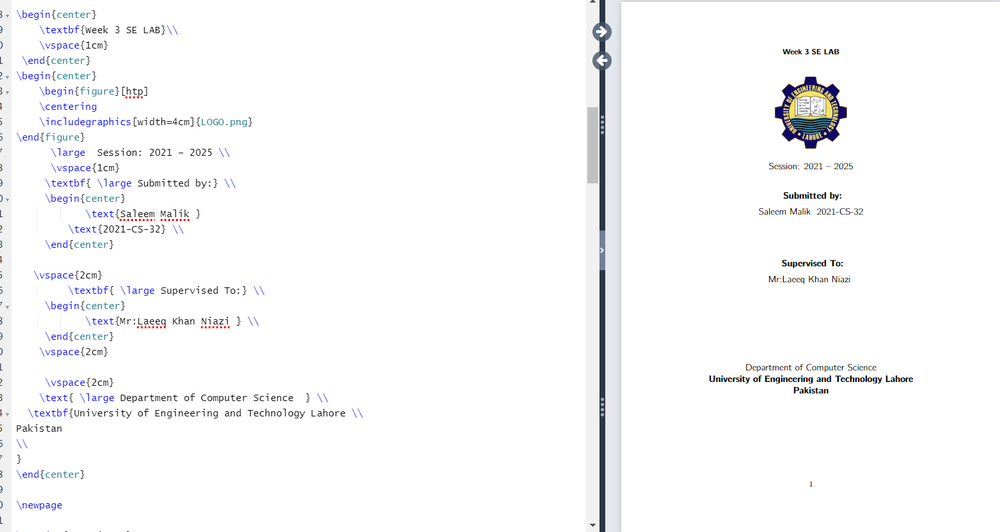 \begin{center}
\textbf{Week 3 SE LAB}\\
\vspace{1cm}
\end{center}
\begin{center}
\begin{figure}[htp]
\centering
\includegraphics[width=4cm]{LOGO.png}
\end{figure}
\large  Session: 2021 – 2025 \\
\vspace{1cm}
\textbf{ \large Submitted by:} \\
\begin{center}
\text{Saleem Malik }
\text{2021-CS-32} \\
\end{center}
\vspace{2cm}
\textbf{ \large Supervised To:} \\
\begin{center}
\text{Mr:Laeeq Khan Niazi } \\
\end{center}
\vspace{2cm}
\vspace{2cm}
\text{ \large Department of Computer Science  } \\
\textbf{University of Engineering and Technology Lahore \\
Pakistan
\\
}
\end{center}
\newpage
Week 3 SE LAB
UNIVERSITY OF ENGINEERING AND TECHNOLOGY
LAHORE
Session: 2021 – 2025
Submitted by:
Saleem Malik  2021-CS-32
Supervised To:
Mr:Laeeq Khan Niazi
Department of Computer Science
University of Engineering and Technology Lahore
Pakistan
1